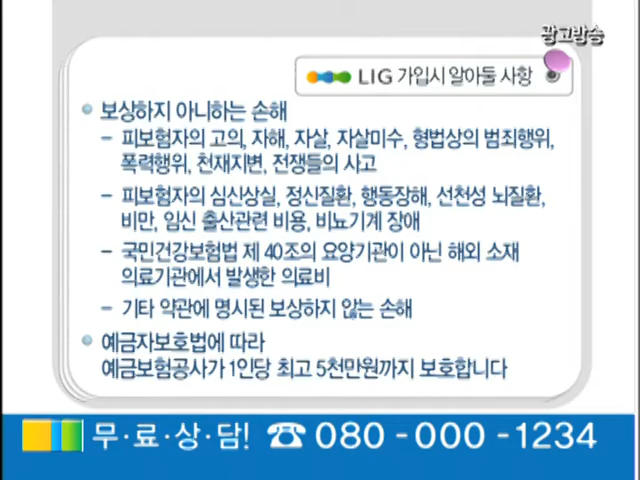 광고방송
LIG 가입시 알아둘 사항
보상하지 아니하는 손해
- 피보험자의 고의, 자해, 자살, 자살미수, 형법상의 범죄행위,
폭력행위, 천재지변, 전쟁등의 사고
- 피보험자의 심신상실, 정신질환, 행동장해, 선천성 뇌질환,
비만, 임신 출산관련 비용, 비뇨기계 장애
- 국민건강보험법 제 40조의 요양기관이 아닌 해외 소재
의료기관에서 발생한 의료비
- 기타 약관에 명시된 보상하지 않는 손해
예금자보호법에 따라
예금보험공사가 1인당 최고 5천만원까지 보호합니다
무·료·상·담! ☎ 080-000-1234